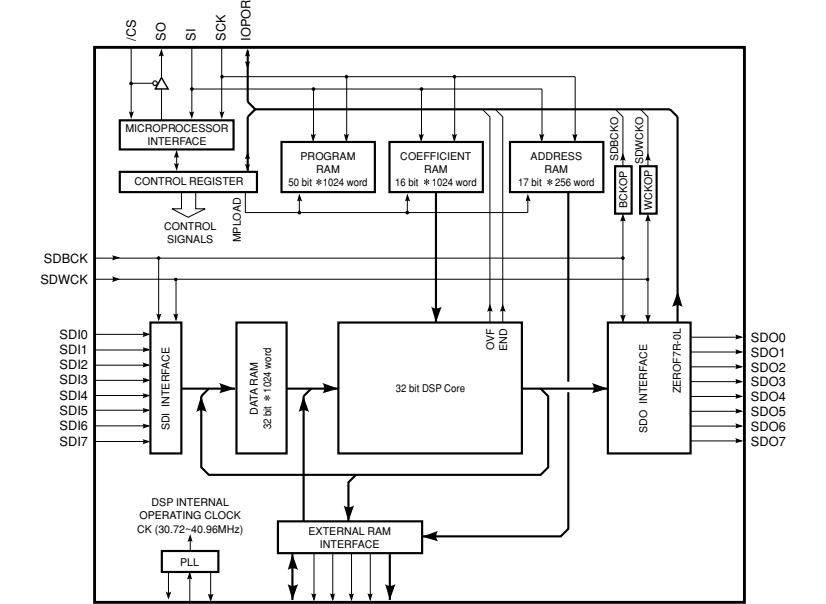 /CS
SO
SI
SCK
IOPOR
MICROPROCESSOR
INTERFACE
CONTROL REGISTER
CONTROL
SIGNALS
MPLOAD
PROGRAM
RAM
50 bit *1024 word
COEFFICIENT
RAM
16 bit *1024 word
ADDRESS
RAM
17 bit *256 word
SDBCKO
SDWCKO
BCKOP
WCKOP
SDBCK
SDWCK
SDI0
SDI1
SDI2
SDI3
SDI4
SDI5
SDI6
SDI7
SDI INTERFACE
DATA RAM
32 bit *1024 word
32 bit DSP Core
OVF
END
SDO INTERFACE
ZEROF7R-0L
SDO0
SDO1
SDO2
SDO3
SDO4
SDO5
SDO6
SDO7
DSP INTERNAL
OPERATING CLOCK
CK (30.72~40.96MHz)
PLL
EXTERNAL RAM
INTERFACE